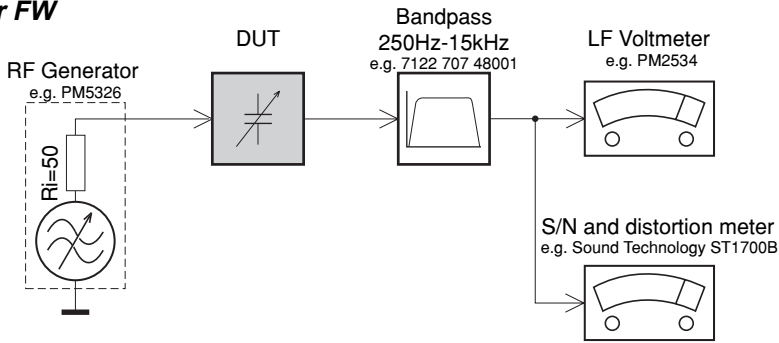 FW
RF Generator
e.g. PM5326
Ri=50
DUT
Bandpass
250Hz-15kHz
e.g. 7122 707 48001
LF Voltmeter
e.g. PM2534
S/N and distortion meter
e.g. Sound Technology ST1700B